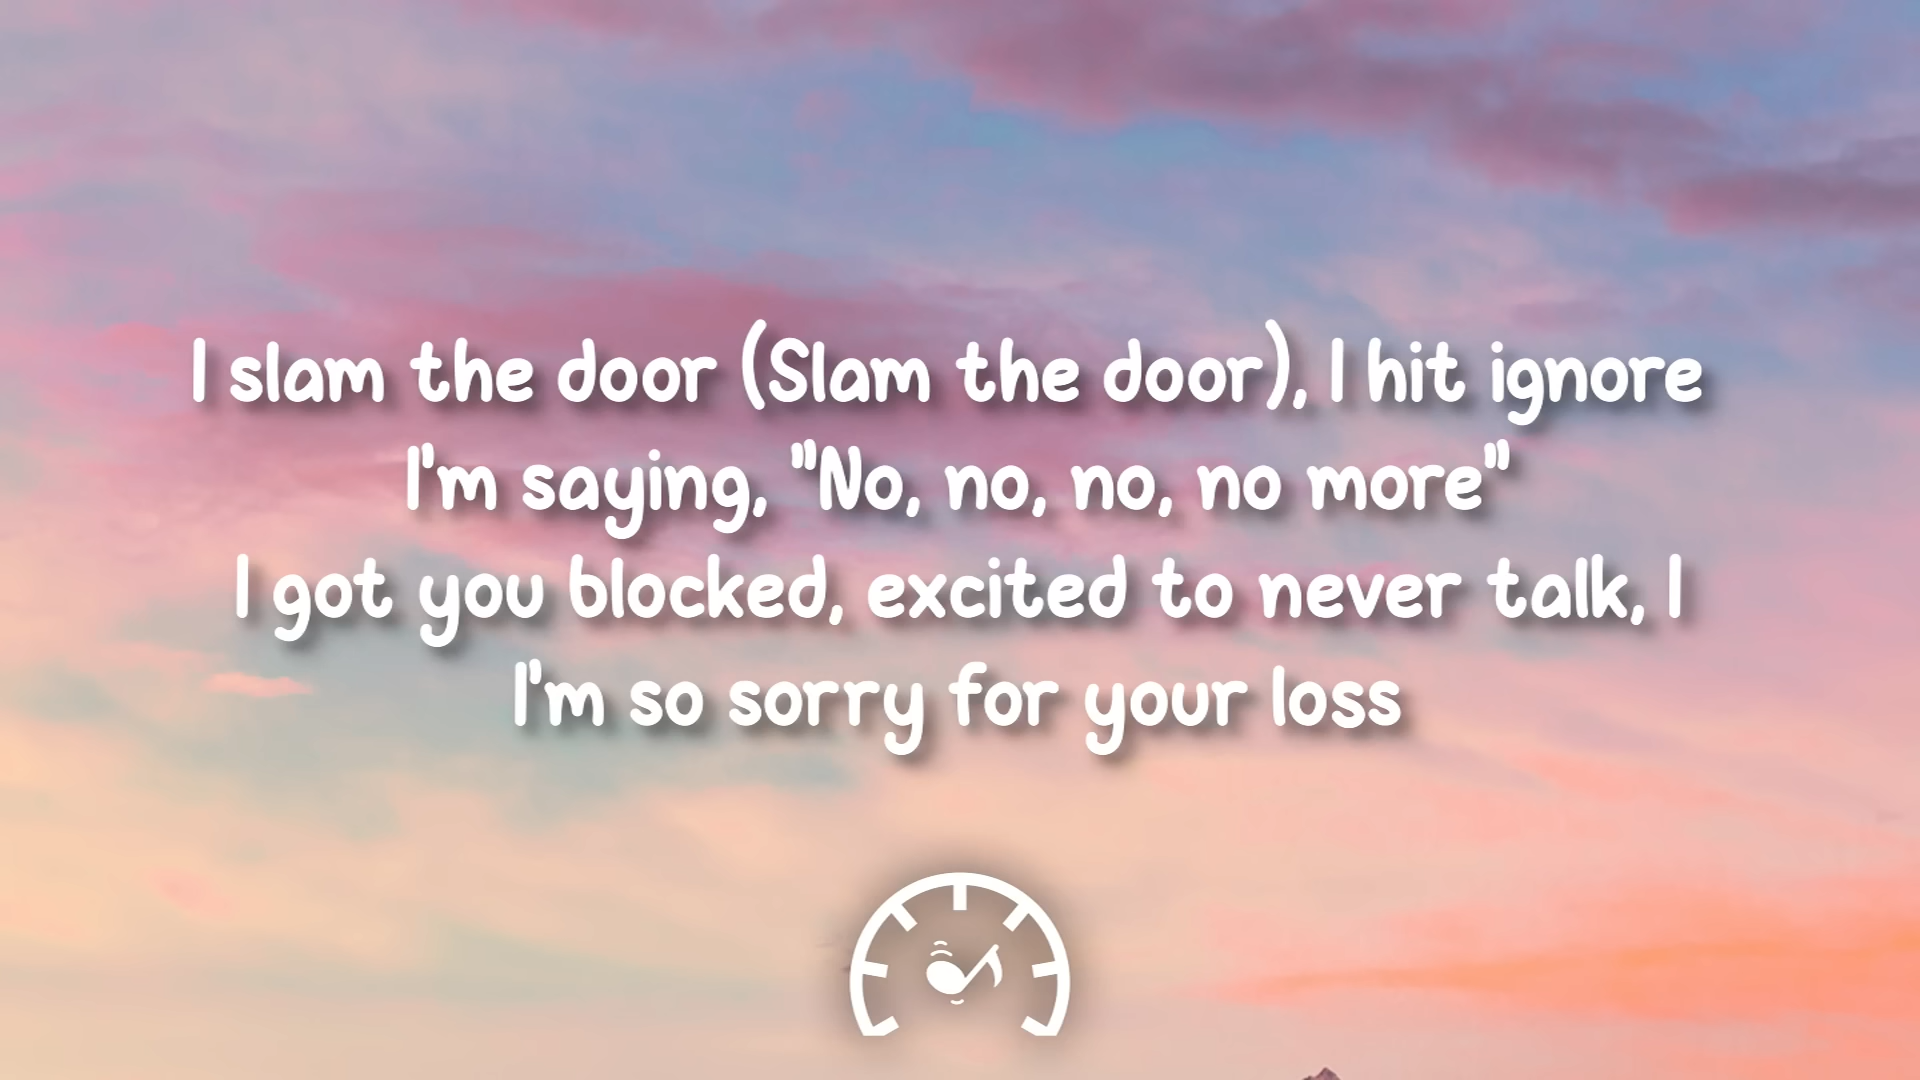 I slam the door (Slam the door), I hit ignore
I'm saying, "No, no, no, no more"
I got you blocked, excited to never talk, I
I'm so sorry for your loss